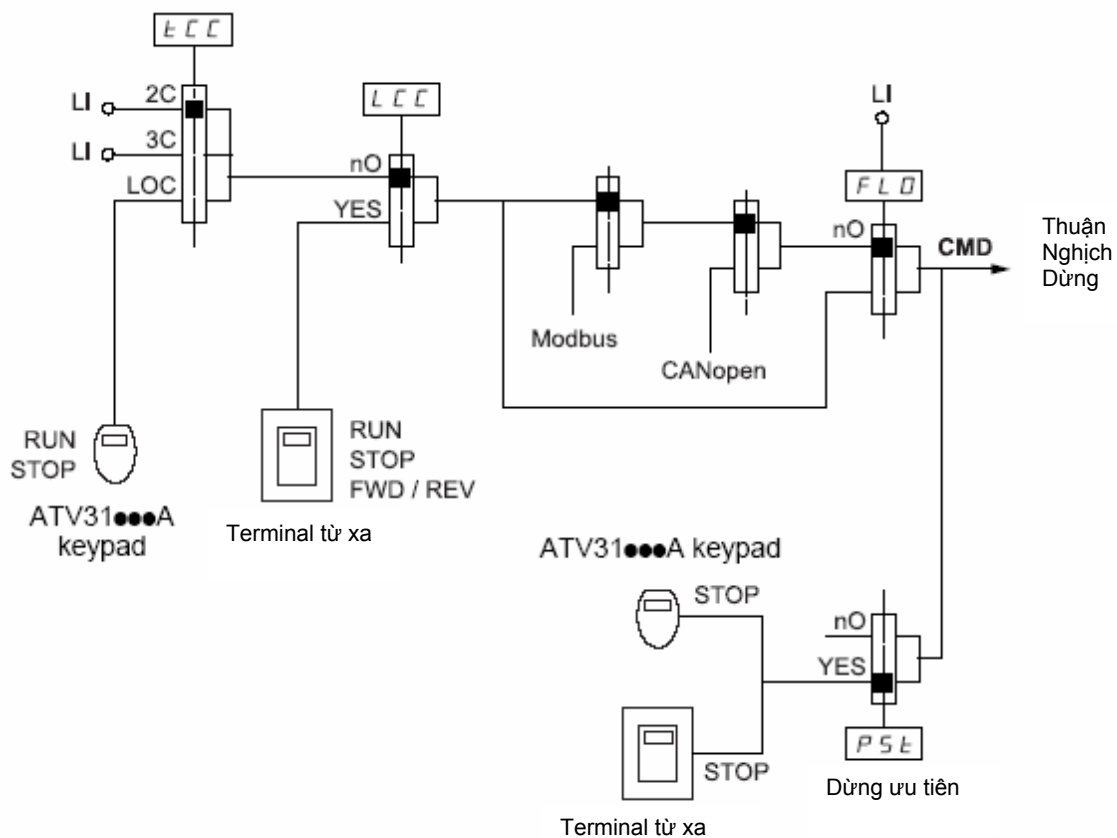 tCC
LI
2C
LI
3C
LOC
LCC
nO
YES
LI
FLO
nO
CMD
Thuận
Nghịch
Dừng
Modbus
CANopen
RUN
STOP
ATV31●●●A
keypad
RUN
STOP
FWD / REV
Terminal từ xa
ATV31●●●A keypad
STOP
nO
YES
STOP
PSt
Dừng ưu tiên
Terminal từ xa